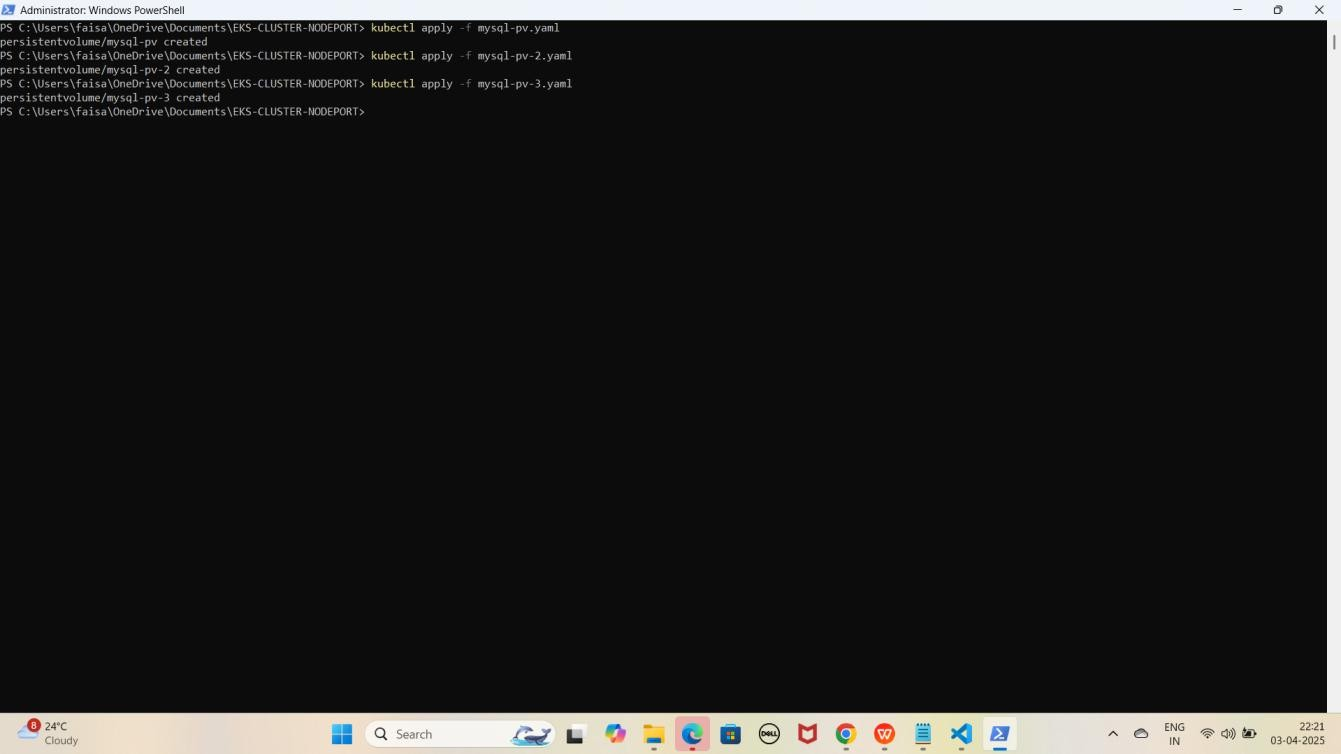 Administrator: Windows PowerShell
PS C:\Users\faisa\OneDrive\Documents\EKS-CLUSTER-NODEPORT> kubectl apply -f mysql-pv.yaml
persistentvolume/mysql-pv created
PS C:\Users\faisa\OneDrive\Documents\EKS-CLUSTER-NODEPORT> kubectl apply -f mysql-pv-2.yaml
persistentvolume/mysql-pv-2 created
PS C:\Users\faisa\OneDrive\Documents\EKS-CLUSTER-NODEPORT> kubectl apply -f mysql-pv-3.yaml
persistentvolume/mysql-pv-3 created
PS C:\Users\faisa\OneDrive\Documents\EKS-CLUSTER-NODEPORT>
8
24°C
Cloudy
Search
DELL
W
ENG
IN
22:21
03-04-2025